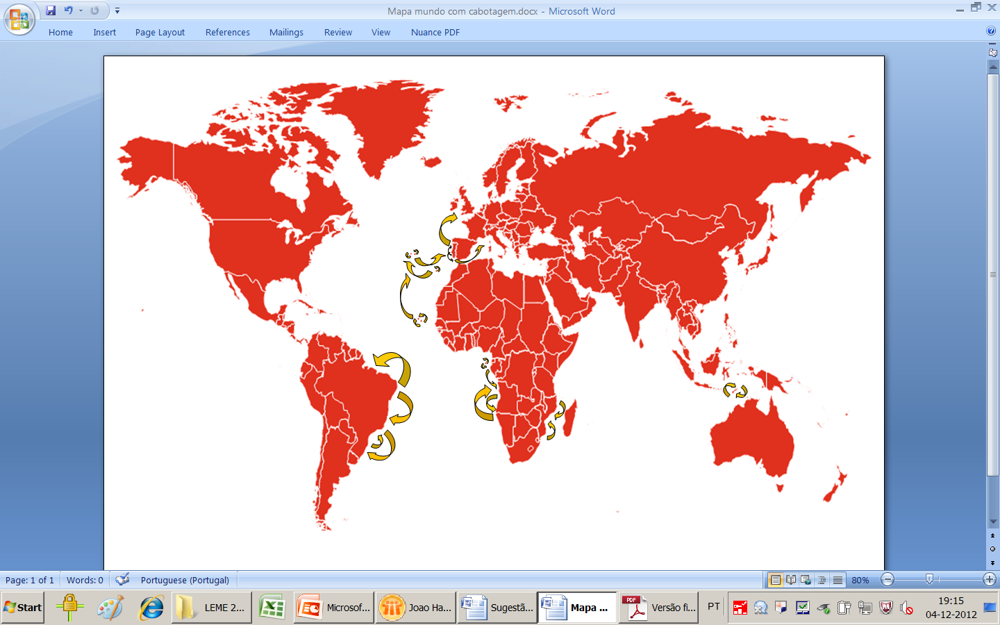 Mapa mundo com cabotagem.docx - Microsoft Word
Home Insert Page Layout References Mailings Review View Nuance PDF
Page: 1 of 1 Words: 0 Portuguese (Portugal) 80%
Start LEME 2... Microsof... Joao Ha... Sugestã... Mapa ... PDF Versão fi... PT 19:15
04-12-2012